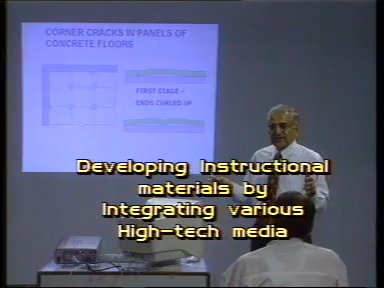 CORNER CRACKS IN PANELS OF
CONCRETE FLOORS
FIRST STAGE –
ENDS CURLED UP
Developing Instructional
materials by
Integrating various
High-tech media